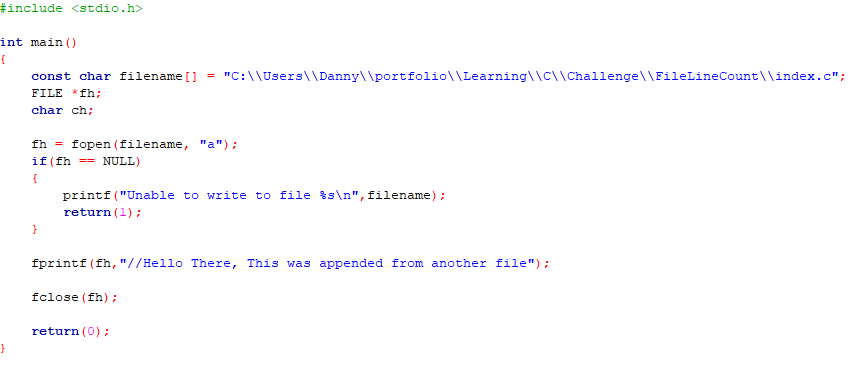 #include <stdio.h>
int main()
{
const char filename[] = "C:\\Users\\Danny\\portfolio\\Learning\\C\\Challenge\\FileLineCount\\index.c";
FILE *fh;
char ch;
fh = fopen(filename, "a");
if(fh == NULL)
{
printf("Unable to write to file %s\n",filename);
return(1);
}
fprintf(fh,"//Hello There, This was appended from another file");
fclose(fh);
return(0);
}